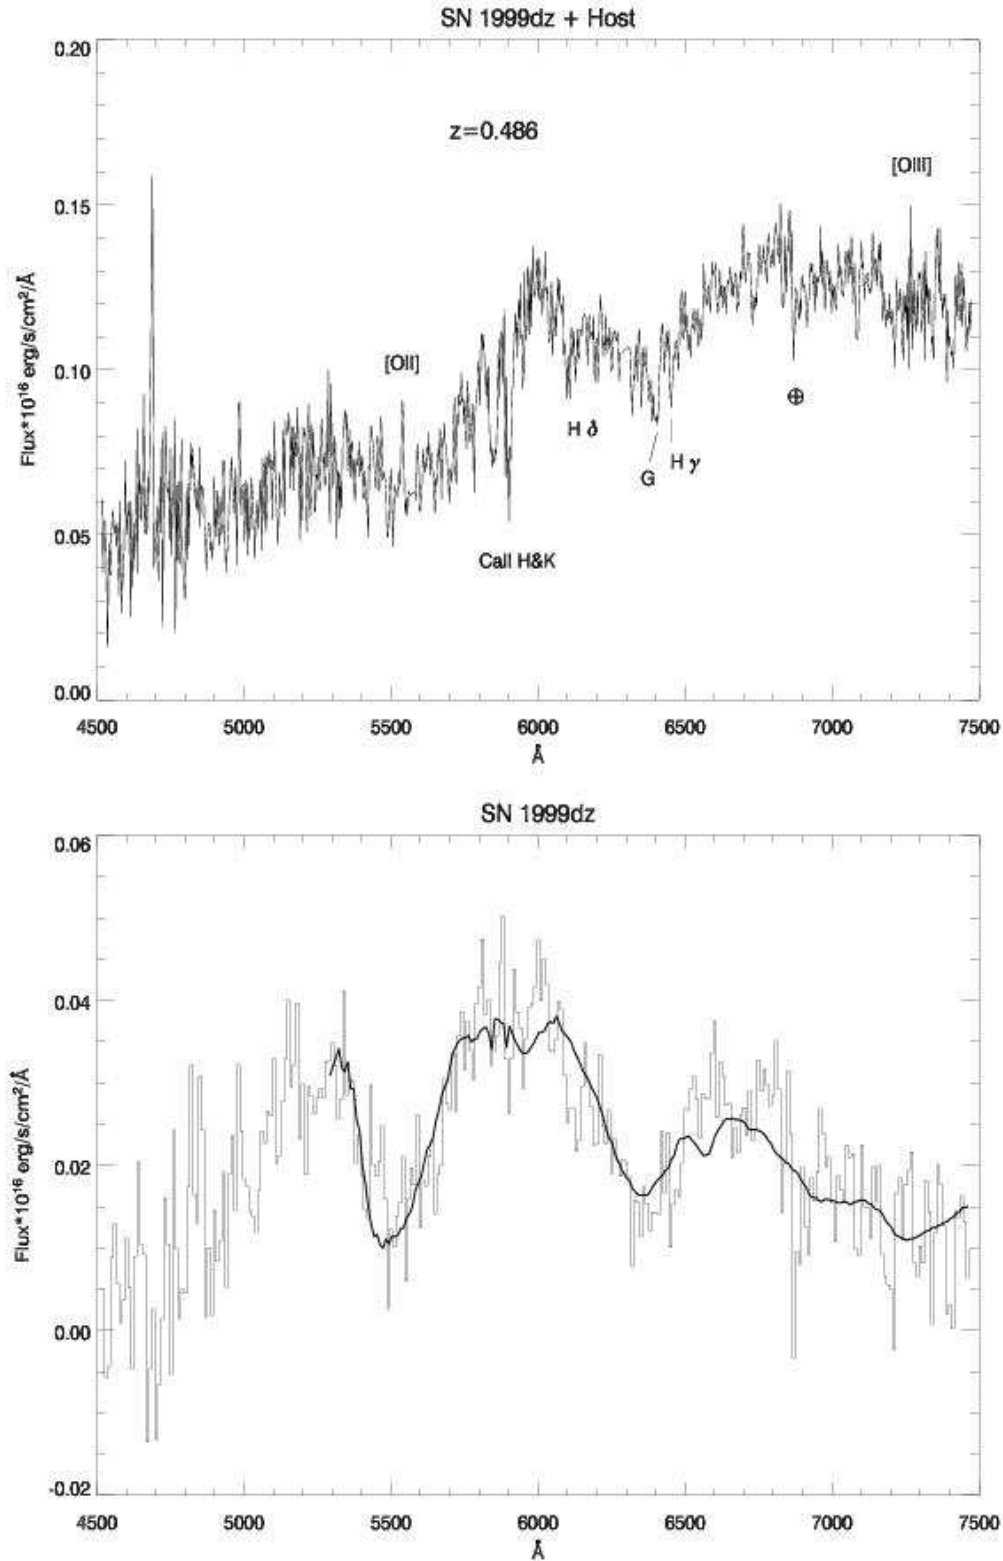 SN 1999dz + Host
0.20
z=0.486
[OIII]
0.15
Flux*10¹⁶ erg/s/cm²/Å
[OII]
0.10
⊕
H δ
H γ
G
0.05
CaII H&K
0.00
4500 5000 5500 6000 6500 7000 7500
Å
SN 1999dz
0.06
0.04
Flux*10¹⁶ erg/s/cm²/Å
0.02
0.00
-0.02
4500 5000 5500 6000 6500 7000 7500
Å